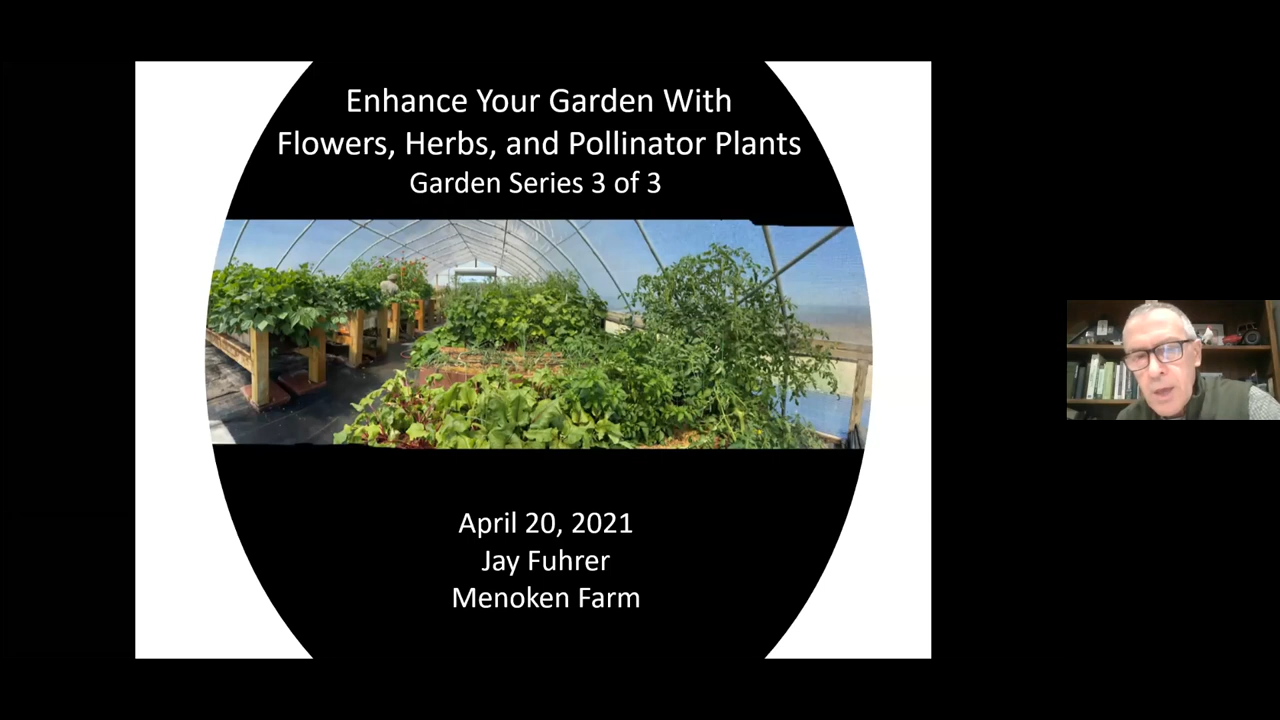 Enhance Your Garden With
Flowers, Herbs, and Pollinator Plants
Garden Series 3 of 3
April 20, 2021
Jay Fuhrer
Menoken Farm